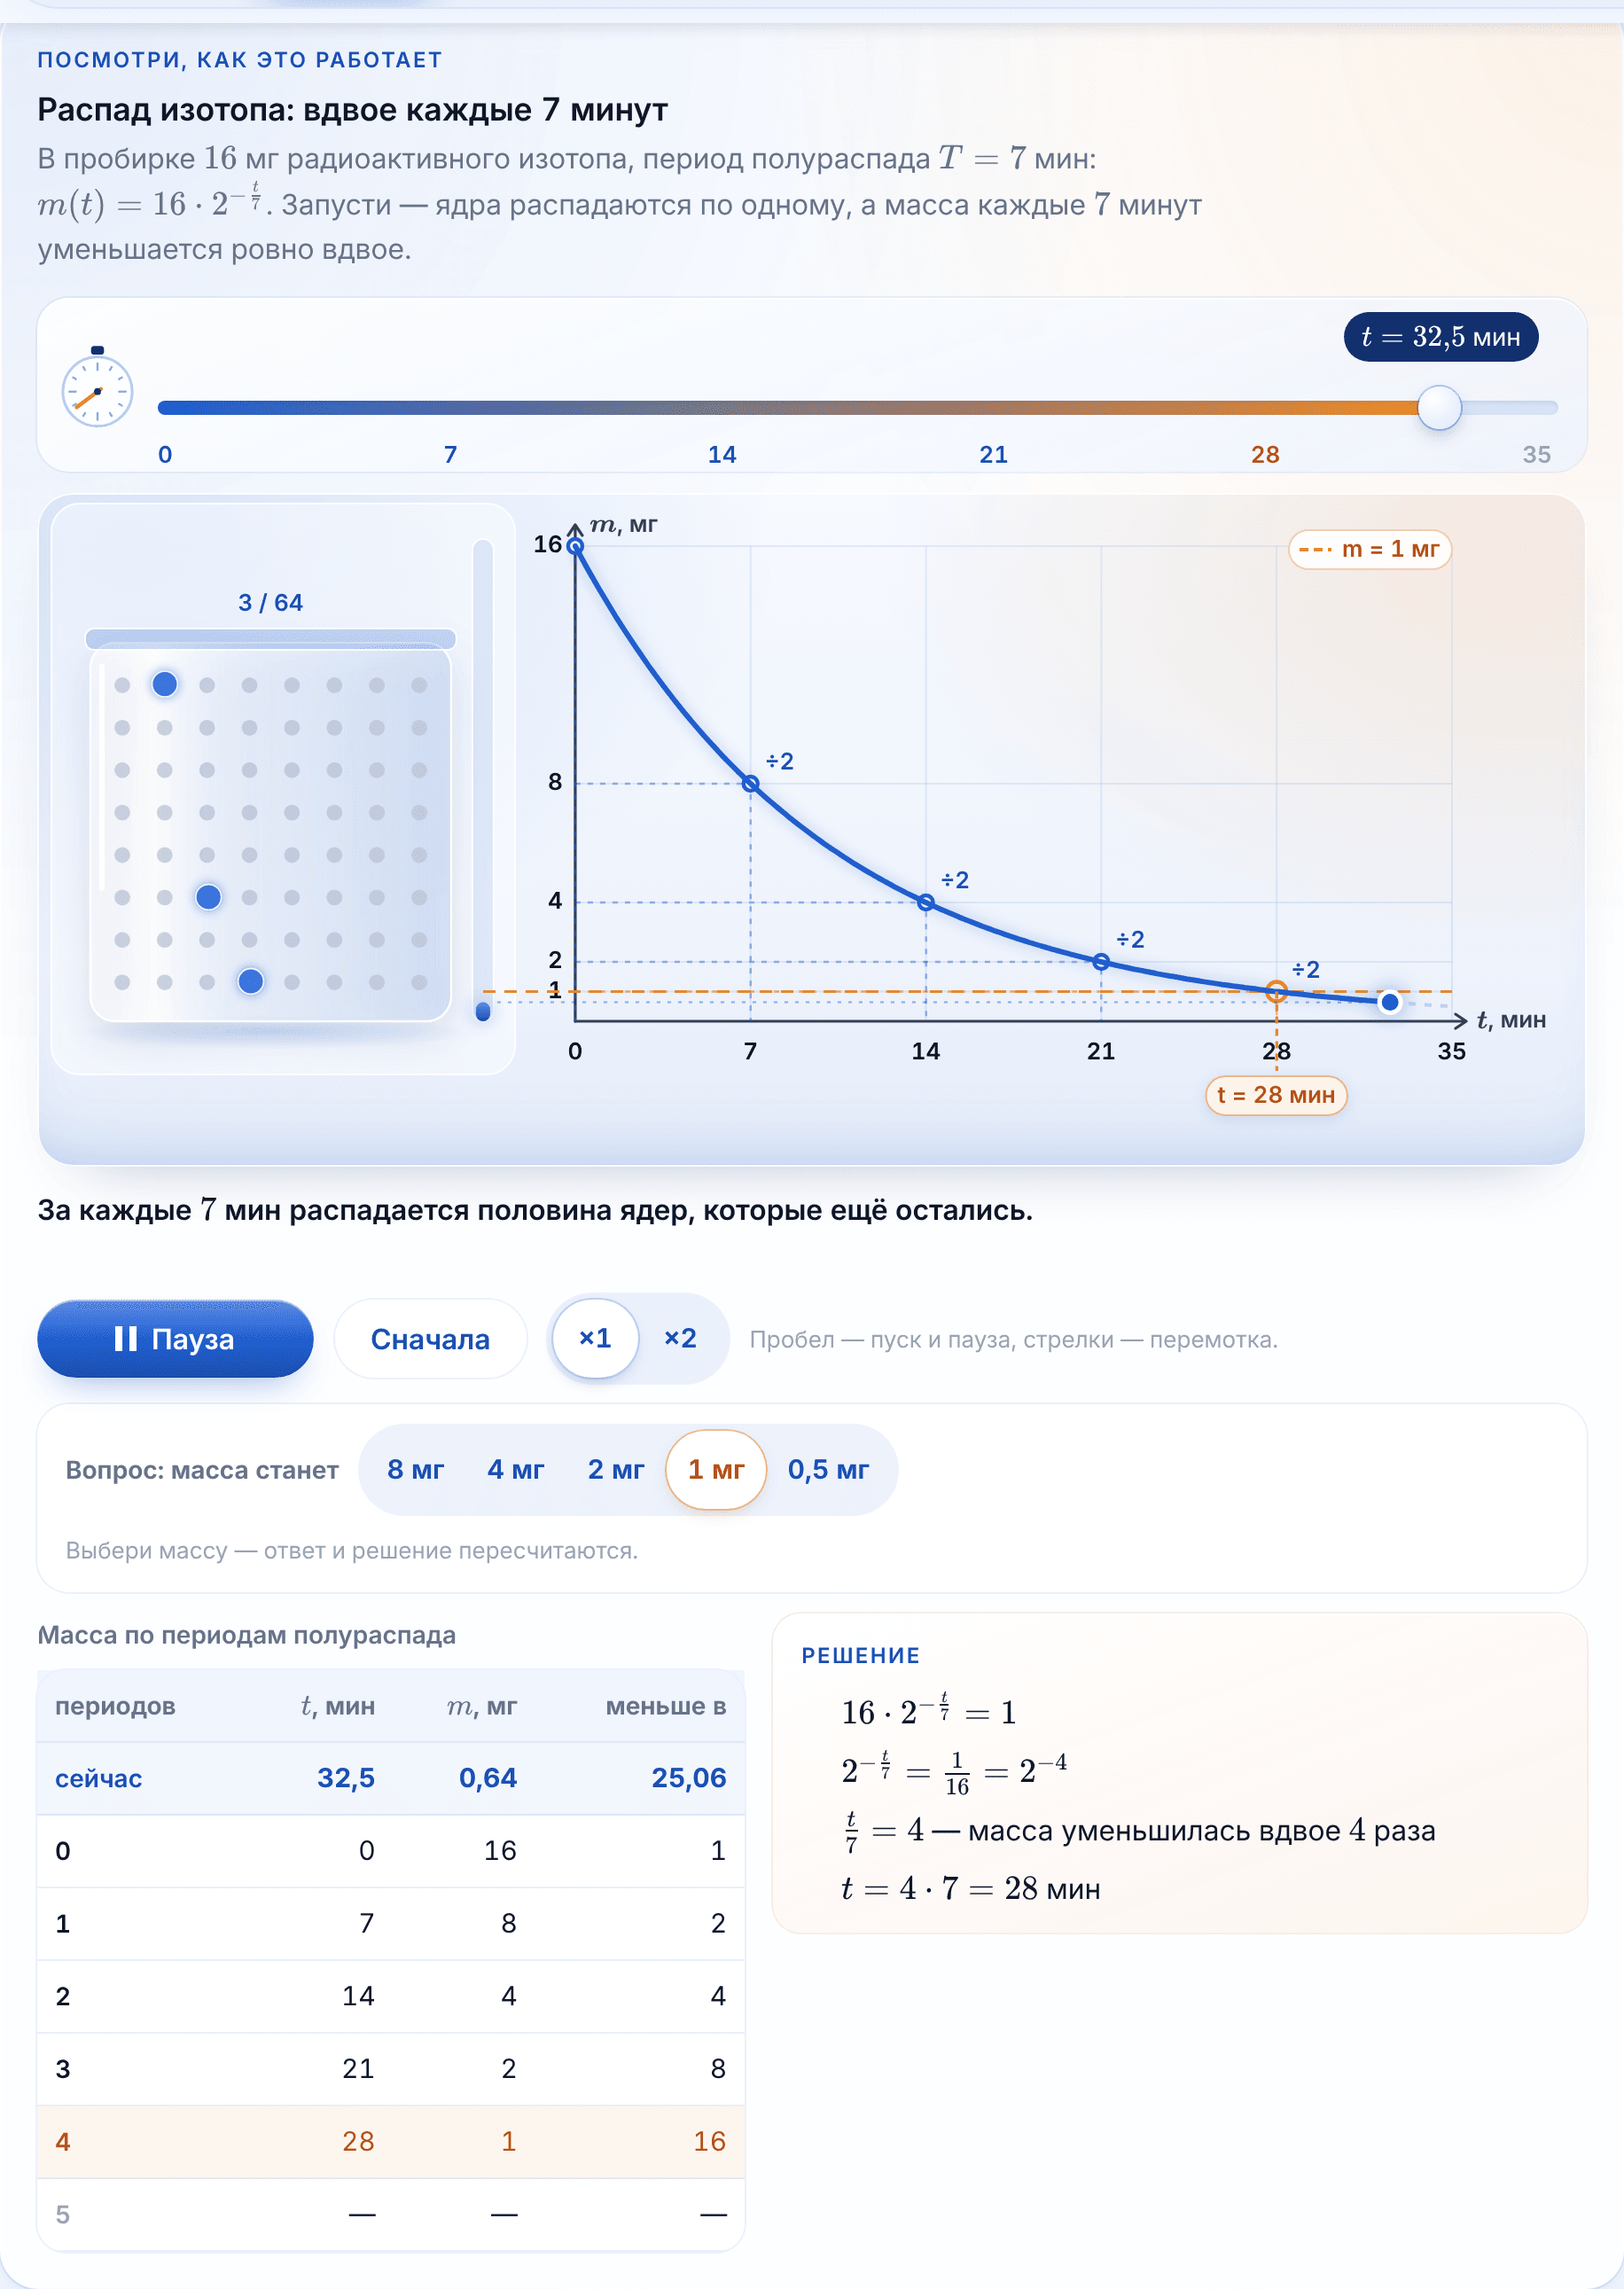 ПОСМОТРИ, КАК ЭТО РАБОТАЕТ
Распад изотопа: вдвое каждые 7 минут
В пробирке 16 мг радиоактивного изотопа, период полураспада T = 7 мин:
m(t) = 16 · 2^{-\frac{t}{7}}. Запусти — ядра распадаются по одному, а масса каждые 7 минут
уменьшается ровно вдвое.
t = 32,5 мин
0 7 14 21 28 35
3 / 64
m, мг
m = 1 мг
16
÷2
8
÷2
4
÷2
2
÷2
1
t, мин
0 7 14 21 28 35
t = 28 мин
За каждые 7 мин распадается половина ядер, которые ещё остались.
Пауза Сначала ×1 ×2 Пробел — пуск и пауза, стрелки — перемотка.
Вопрос: масса станет 8 мг 4 мг 2 мг 1 мг 0,5 мг
Выбери массу — ответ и решение пересчитаются.
Масса по периодам полураспада
периодов t, мин m, мг меньше в
сейчас 32,5 0,64 25,06
0 0 16 1
1 7 8 2
2 14 4 4
3 21 2 8
4 28 1 16
5 — — —
РЕШЕНИЕ
16 · 2^{-\frac{t}{7}} = 1
2^{-\frac{t}{7}} = \frac{1}{16} = 2^{-4}
\frac{t}{7} = 4 — масса уменьшилась вдвое 4 раза
t = 4 · 7 = 28 мин